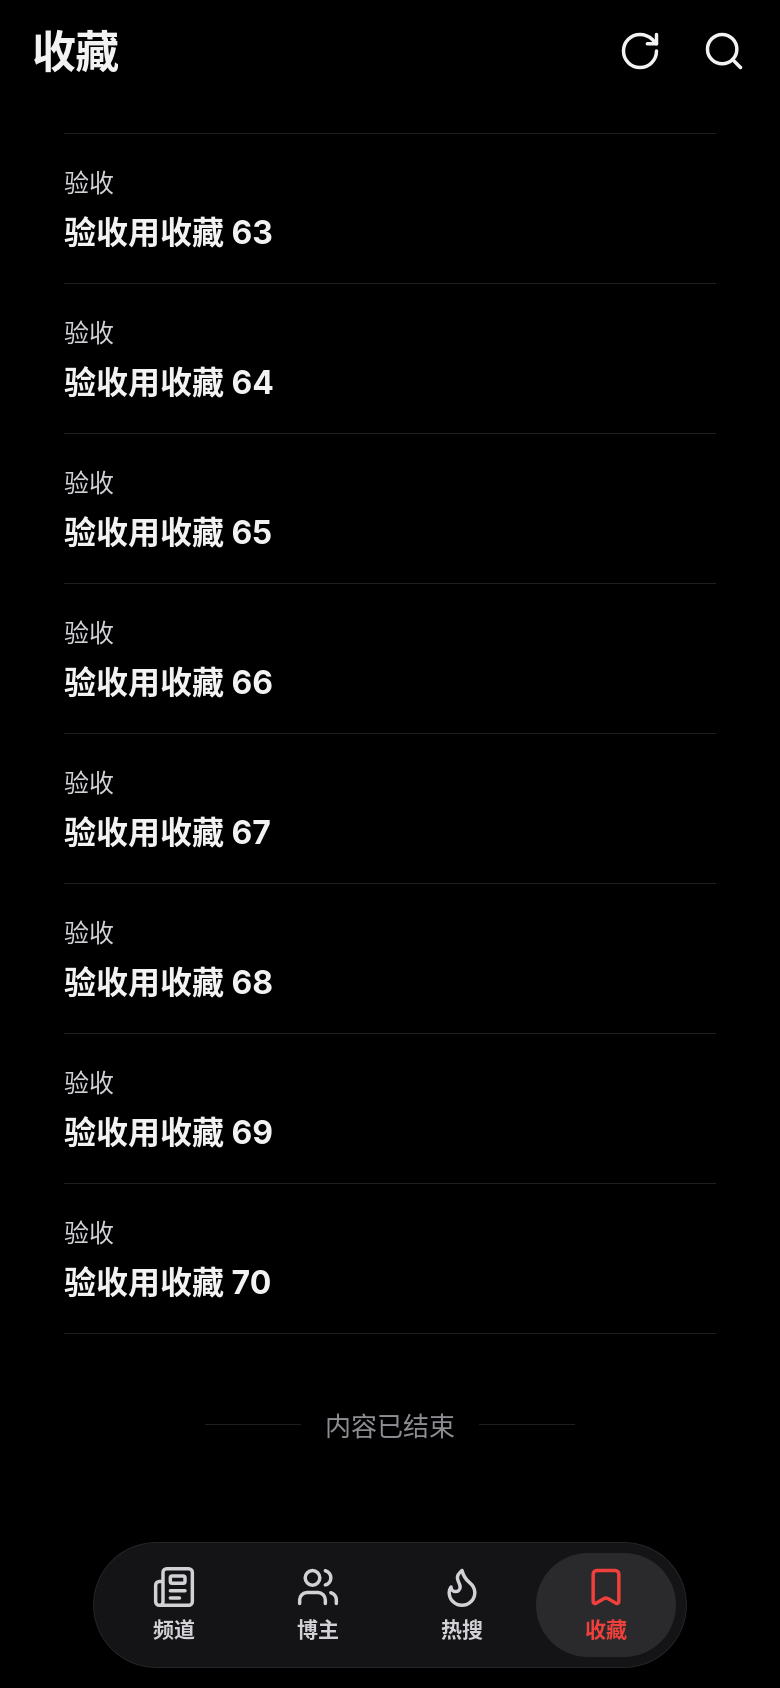 收藏
验收
验收用收藏 63
验收
验收用收藏 64
验收
验收用收藏 65
验收
验收用收藏 66
验收
验收用收藏 67
验收
验收用收藏 68
验收
验收用收藏 69
验收
验收用收藏 70
内容已结束
频道 博主 热搜 收藏